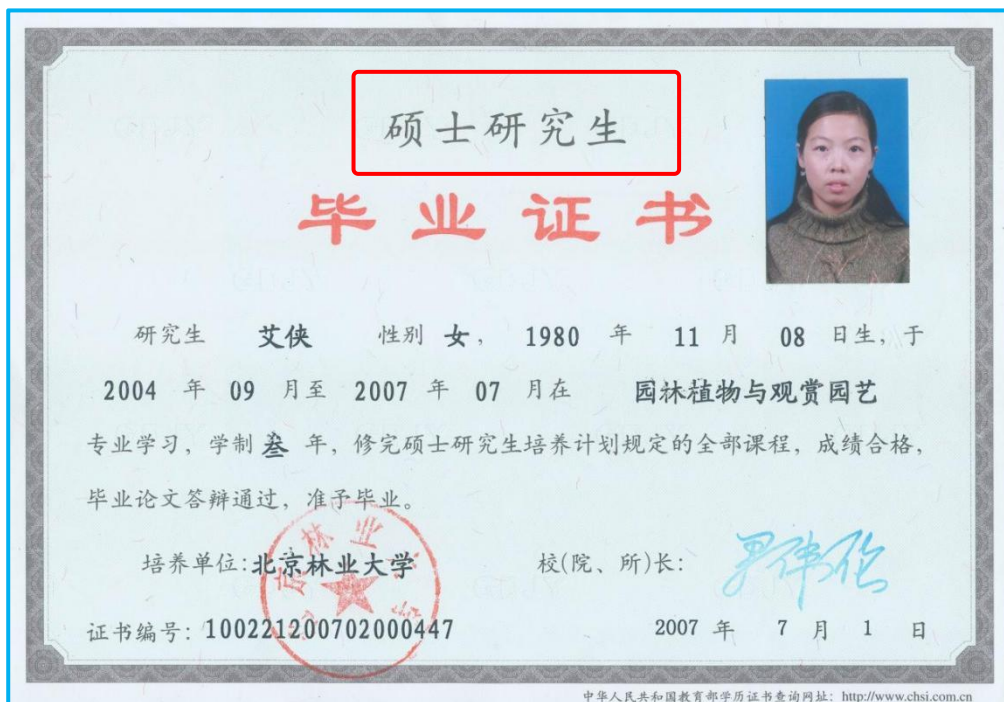 硕士研究生
毕业证书
研究生 艾侠 性别 女, 1980 年 11 月 08 日生, 于
2004 年 09 月至 2007 年 07 月在 园林植物与观赏园艺
专业学习, 学制 叁 年, 修完硕士研究生培养计划规定的全部课程, 成绩合格,
毕业论文答辩通过, 准予毕业。
培养单位:北京林业大学 校(院、所)长: 尹伟伦
证书编号: 100221200702000447 2007 年 7 月 1 日
中华人民共和国教育部学历证书查询网址: http://www.chsi.com.cn